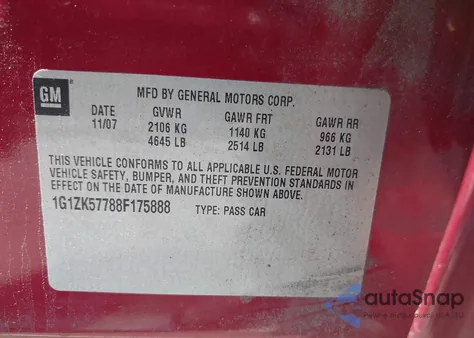 GM
MFD BY GENERAL MOTORS CORP.
DATE GVWR GAWR FRT GAWR RR
11/07 2106 KG 1140 KG 966 KG
4645 LB 2514 LB 2131 LB
THIS VEHICLE CONFORMS TO ALL APPLICABLE U.S. FEDERAL MOTOR
VEHICLE SAFETY, BUMPER, AND THEFT PREVENTION STANDARDS IN
EFFECT ON THE DATE OF MANUFACTURE SHOWN ABOVE.
1G1ZK57788F175888 TYPE: PASS CAR
autoSnap